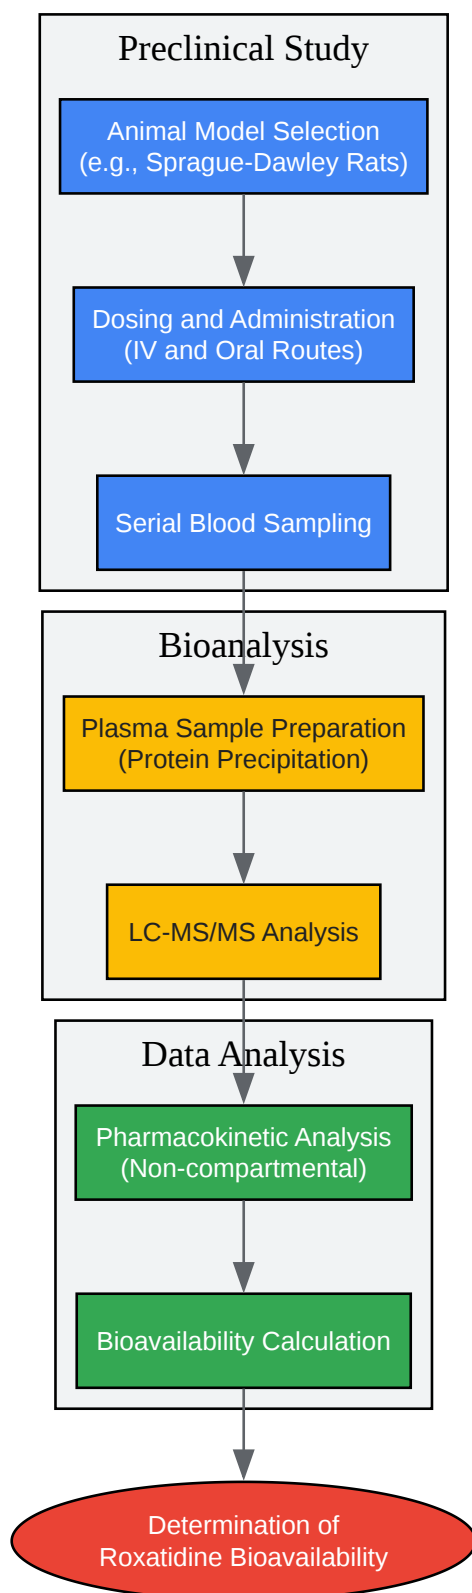 Preclinical Study
Animal Model Selection
(e.g., Sprague-Dawley Rats)
Dosing and Administration
(IV and Oral Routes)
Serial Blood Sampling
Bioanalysis
Plasma Sample Preparation
(Protein Precipitation)
LC-MS/MS Analysis
Data Analysis
Pharmacokinetic Analysis
(Non-compartmental)
Bioavailability Calculation
Determination of
Roxatidine Bioavailability